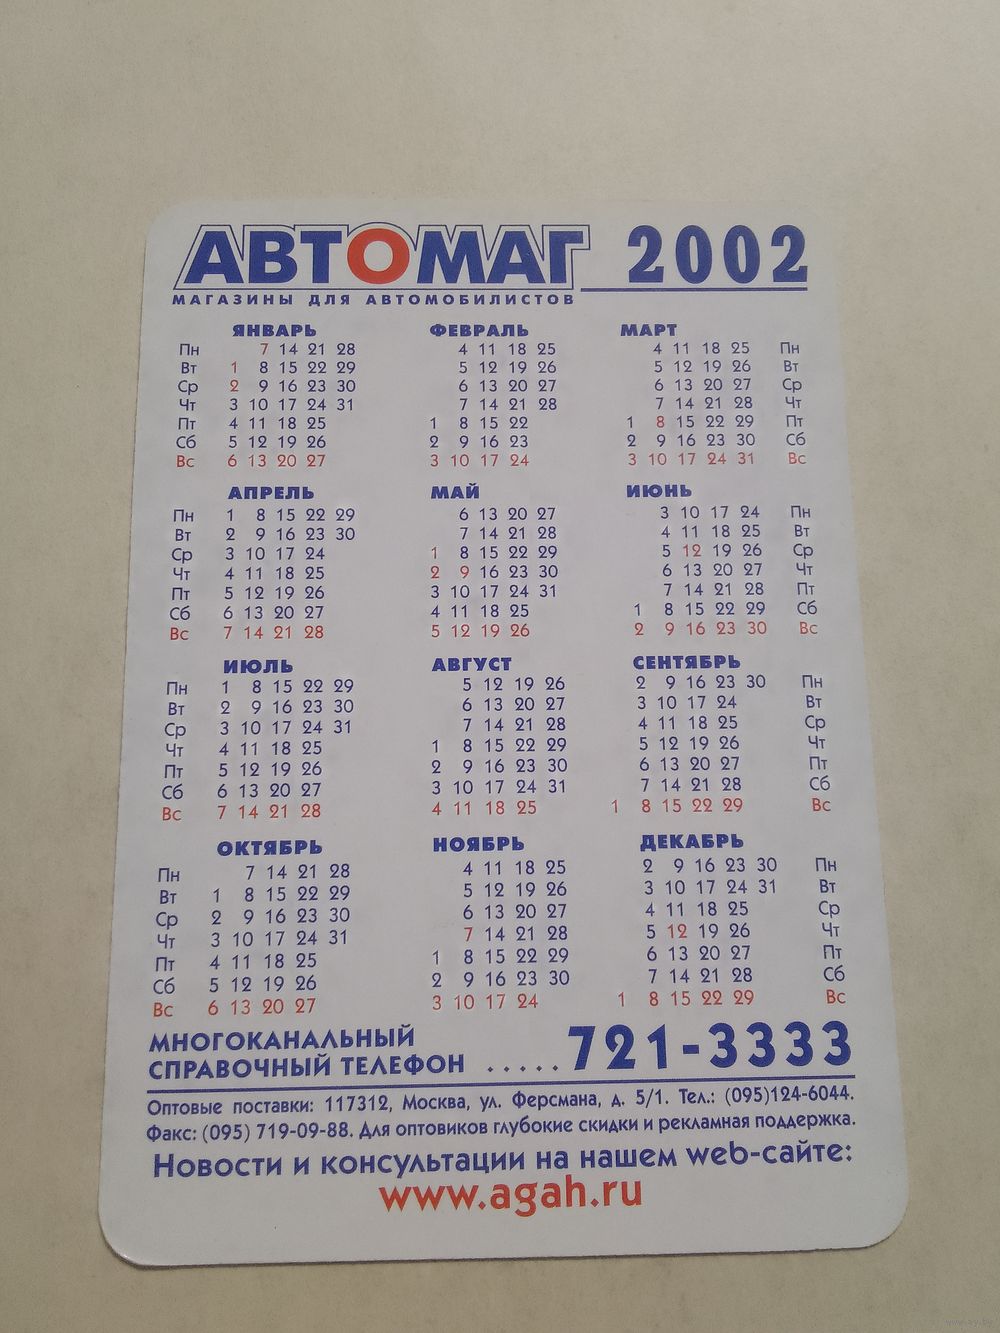 АВТОМАГ 2002
МАГАЗИНЫ ДЛЯ АВТОМОБИЛИСТОВ
ЯНВАРЬ ФЕВРАЛЬ МАРТ
Пн 7 14 21 28 4 11 18 25 4 11 18 25 Пн
Вт 1 8 15 22 29 5 12 19 26 5 12 19 26 Вт
Ср 2 9 16 23 30 6 13 20 27 6 13 20 27 Ср
Чт 3 10 17 24 31 7 14 21 28 7 14 21 28 Чт
Пт 4 11 18 25 1 8 15 22 1 8 15 22 29 Пт
Сб 5 12 19 26 2 9 16 23 2 9 16 23 30 Сб
Вс 6 13 20 27 3 10 17 24 3 10 17 24 31 Вс
АПРЕЛЬ МАЙ ИЮНЬ
Пн 1 8 15 22 29 6 13 20 27 3 10 17 24 Пн
Вт 2 9 16 23 30 7 14 21 28 4 11 18 25 Вт
Ср 3 10 17 24 1 8 15 22 29 5 12 19 26 Ср
Чт 4 11 18 25 2 9 16 23 30 6 13 20 27 Чт
Пт 5 12 19 26 3 10 17 24 31 7 14 21 28 Пт
Сб 6 13 20 27 4 11 18 25 1 8 15 22 29 Сб
Вс 7 14 21 28 5 12 19 26 2 9 16 23 30 Вс
ИЮЛЬ АВГУСТ СЕНТЯБРЬ
Пн 1 8 15 22 29 5 12 19 26 2 9 16 23 30 Пн
Вт 2 9 16 23 30 6 13 20 27 3 10 17 24 Вт
Ср 3 10 17 24 31 7 14 21 28 4 11 18 25 Ср
Чт 4 11 18 25 1 8 15 22 29 5 12 19 26 Чт
Пт 5 12 19 26 2 9 16 23 30 6 13 20 27 Пт
Сб 6 13 20 27 3 10 17 24 31 7 14 21 28 Сб
Вс 7 14 21 28 4 11 18 25 1 8 15 22 29 Вс
ОКТЯБРЬ НОЯБРЬ ДЕКАБРЬ
Пн 7 14 21 28 4 11 18 25 2 9 16 23 30 Пн
Вт 1 8 15 22 29 5 12 19 26 3 10 17 24 31 Вт
Ср 2 9 16 23 30 6 13 20 27 4 11 18 25 Ср
Чт 3 10 17 24 31 7 14 21 28 5 12 19 26 Чт
Пт 4 11 18 25 1 8 15 22 29 6 13 20 27 Пт
Сб 5 12 19 26 2 9 16 23 30 7 14 21 28 Сб
Вс 6 13 20 27 3 10 17 24 1 8 15 22 29 Вс
МНОГОКАНАЛЬНЫЙ
СПРАВОЧНЫЙ ТЕЛЕФОН ..... 721-3333
Оптовые поставки: 117312, Москва, ул. Ферсмана, д. 5/1. Тел.: (095)124-6044.
Факс: (095) 719-09-88. Для оптовиков глубокие скидки и рекламная поддержка.
Новости и консультации на нашем web-сайте:
www.agah.ru
www.ay.by